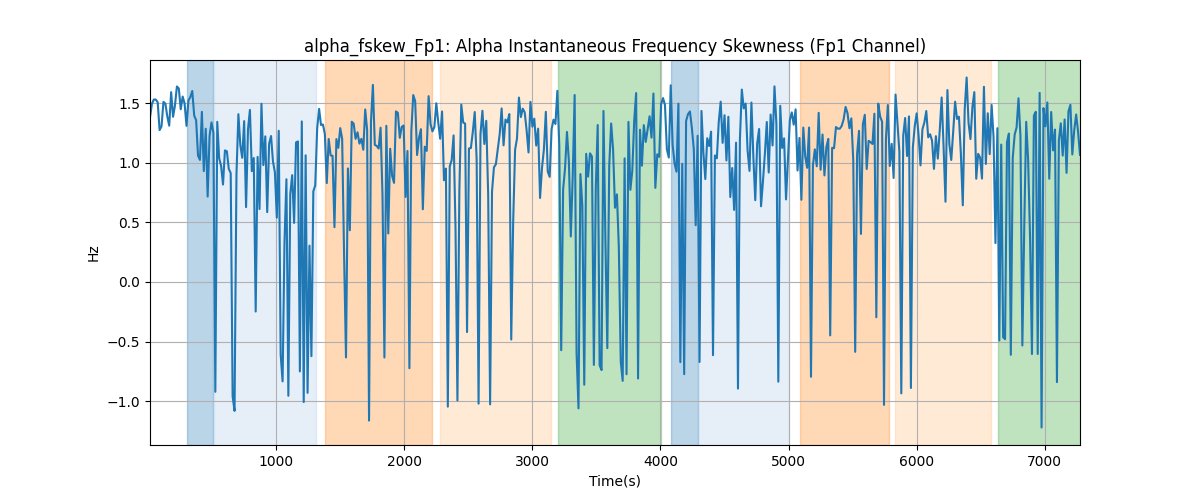 alpha_fskew_Fp1: Alpha Instantaneous Frequency Skewness (Fp1 Channel)
1.5
1.0
0.5
0.0
−0.5
−1.0
Hz
1000 2000 3000 4000 5000 6000 7000
Time(s)